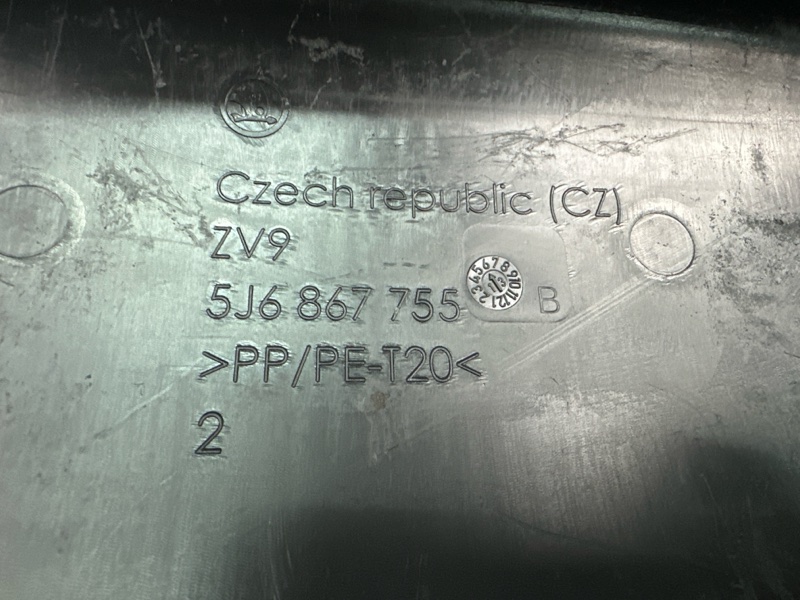 Czech republic (CZ)
ZV9
5J6 867 755
B
>PP/PE-T20<
2